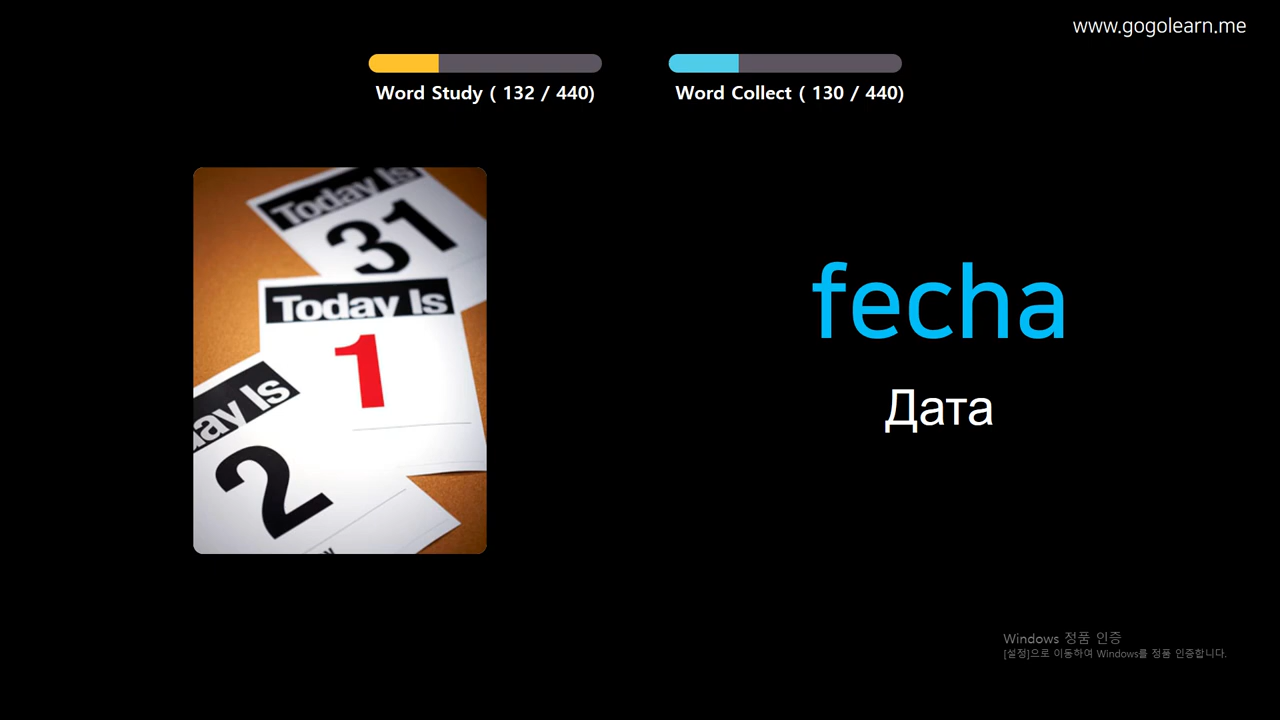 www.gogolearn.me
Word Study ( 132 / 440)
Word Collect ( 130 / 440)
Today Is
31
Today Is
1
day Is
2
fecha
Дата
Windows 정품 인증
[설정]으로 이동하여 Windows를 정품 인증합니다.